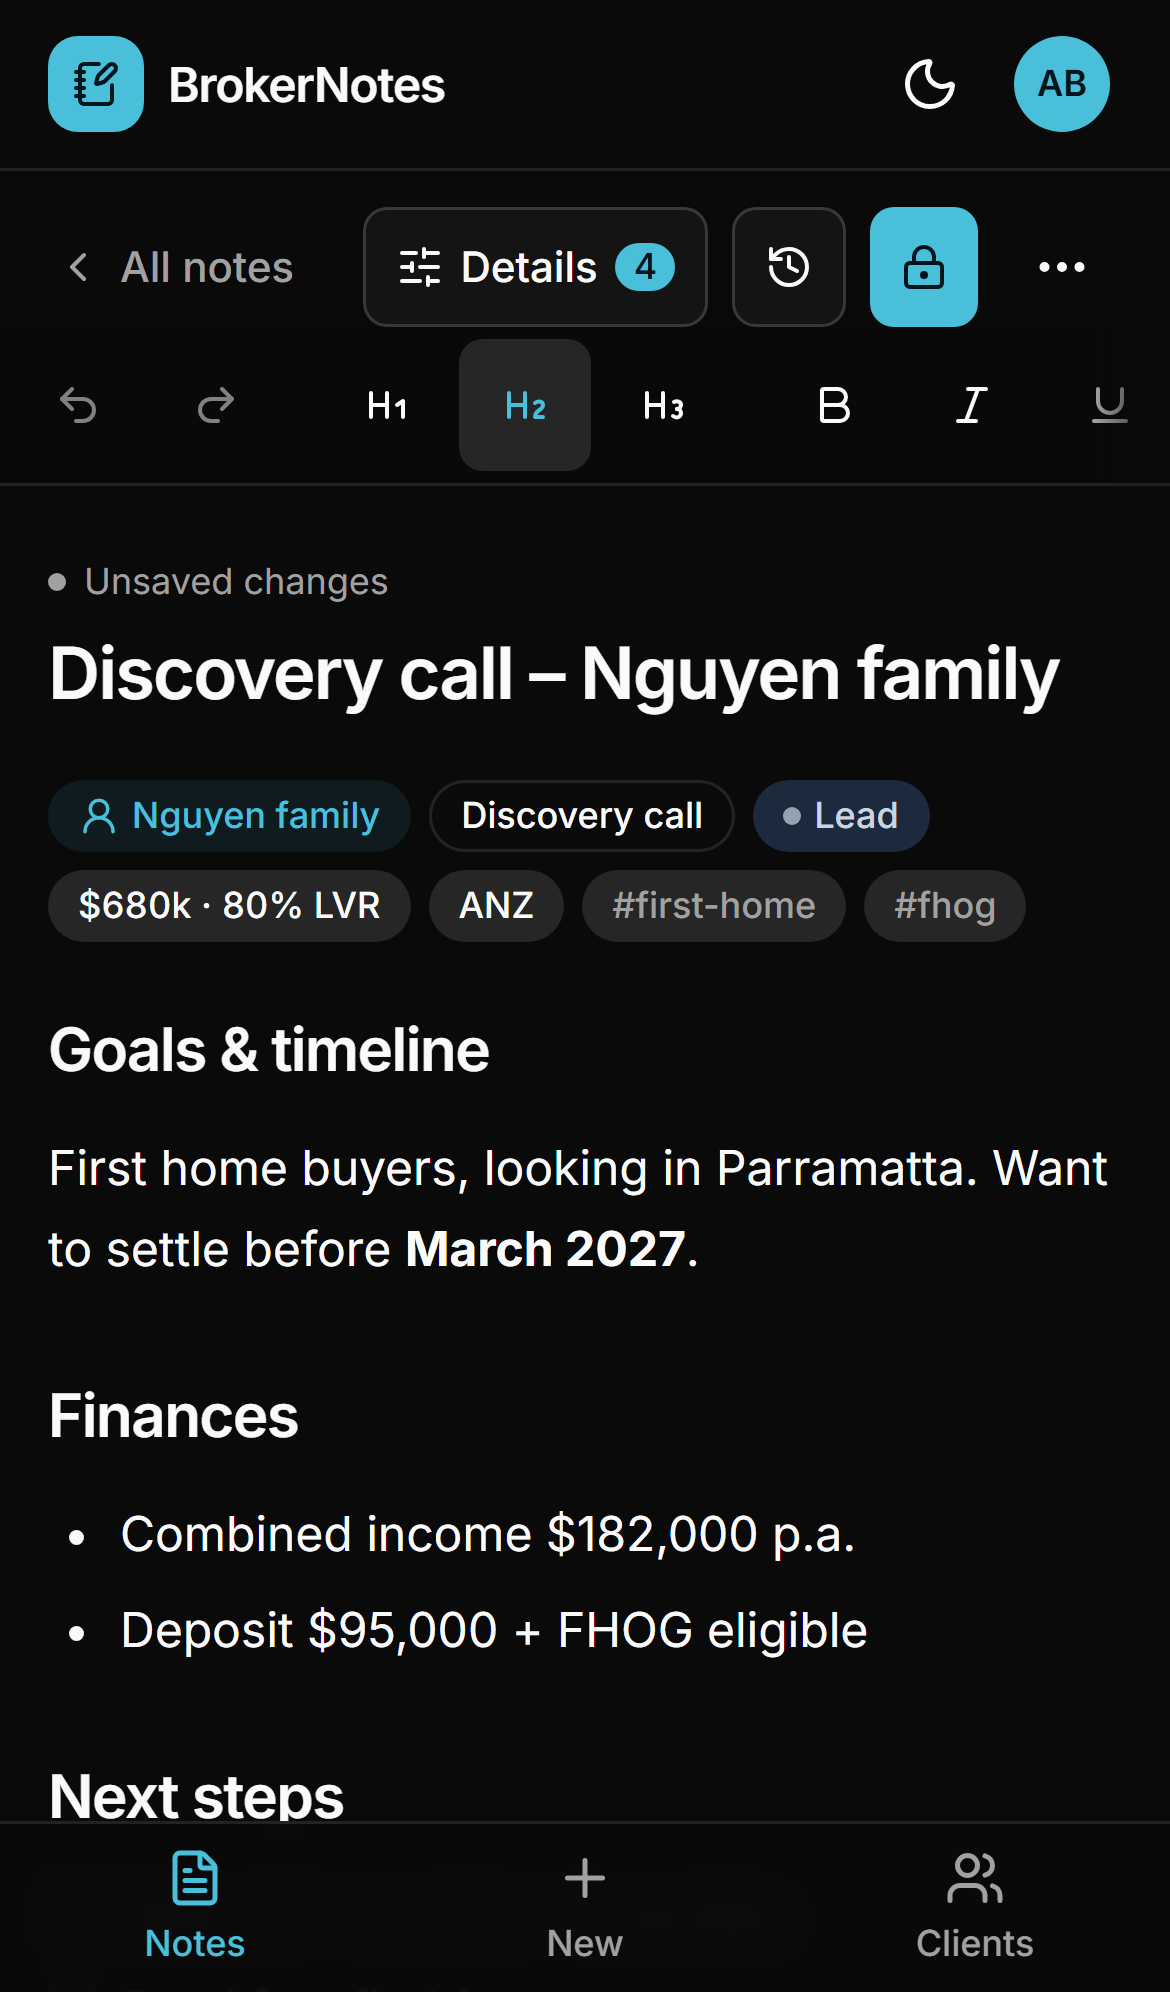 BrokerNotes
AB
All notes
Details 4
H1 H2 H3 B I U
Unsaved changes
Discovery call – Nguyen family
Nguyen family Discovery call Lead
$680k · 80% LVR ANZ #first-home #fhog
Goals & timeline
First home buyers, looking in Parramatta. Want
to settle before March 2027.
Finances
• Combined income $182,000 p.a.
• Deposit $95,000 + FHOG eligible
Next steps
Notes New Clients